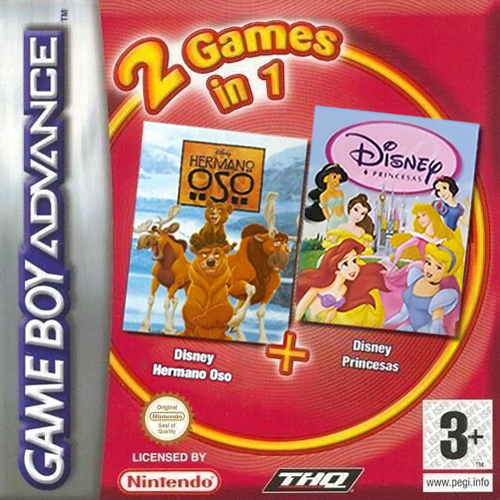 GAME BOY ADVANCE™
2 Games
in 1
Disney
HERMANO
OSO
Disney
PRINCESAS
Disney
Hermano Oso
+
Disney
Princesas
Original
Nintendo
Seal of
Quality
LICENSED BY
Nintendo
THQ
3+
www.pegi.info